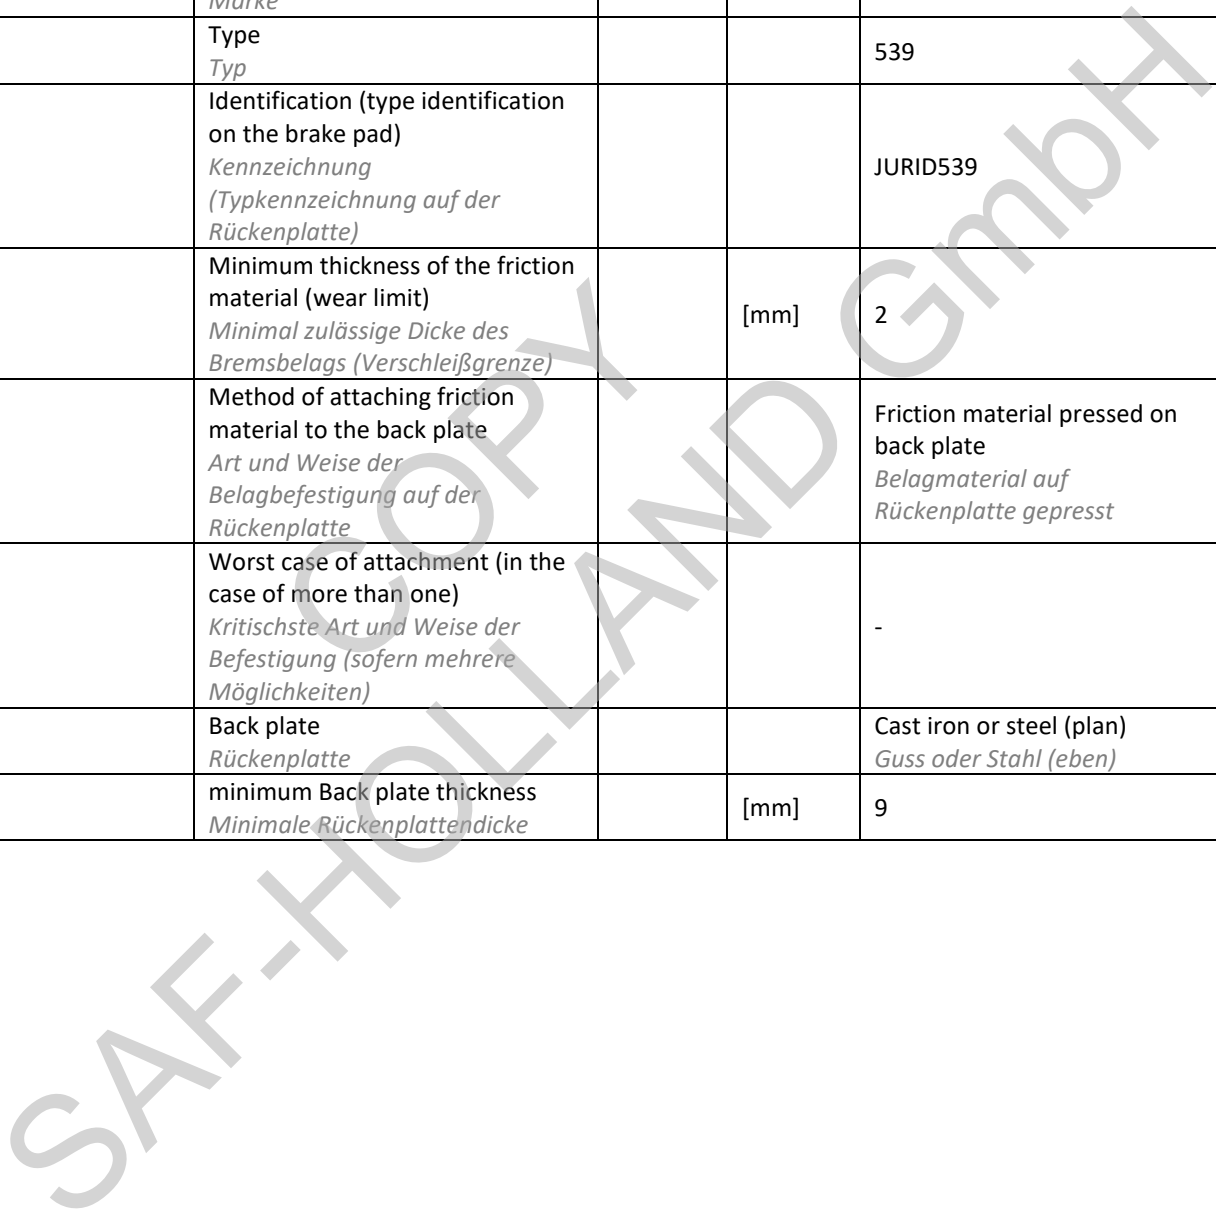 Marke
Type
Typ
539
Identification (type identification
on the brake pad)
Kennzeichnung
(Typkennzeichnung auf der
Rückenplatte)
JURID539
Minimum thickness of the friction
material (wear limit)
Minimal zulässige Dicke des
Bremsbelags (Verschleißgrenze)
[mm]
2
Method of attaching friction
material to the back plate
Art und Weise der
Belagbefestigung auf der
Rückenplatte
Friction material pressed on
back plate
Belagmaterial auf
Rückenplatte gepresst
Worst case of attachment (in the
case of more than one)
Kritischste Art und Weise der
Befestigung (sofern mehrere
Möglichkeiten)
-
Back plate
Rückenplatte
Cast iron or steel (plan)
Guss oder Stahl (eben)
minimum Back plate thickness
Minimale Rückenplattendicke
[mm]
9
COPY
SAF-HOLLAND GmbH